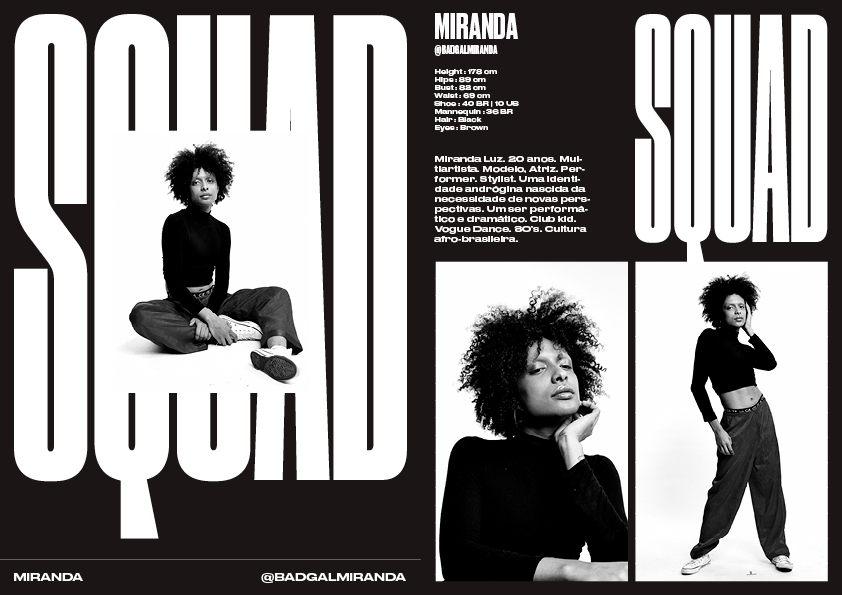 SQUAD
MIRANDA
@BADGALMIRANDA
MIRANDA
@BADGALMIRANDA
Height : 178 cm
Hips : 89 cm
Bust : 82 cm
Waist : 69 cm
Shoe : 40 BR | 10 US
Mannequin : 36 BR
Hair : Black
Eyes : Brown
Miranda Luz. 20 anos. Mul-
tiartista. Modelo, Atriz. Per-
former. Stylist. Uma identi-
dade andrógina nascida da
necessidade de novas pers-
pectivas. Um ser performá-
tico e dramático. Club kid.
Vogue Dance. 80's. Cultura
afro-brasileira.
SQUAD